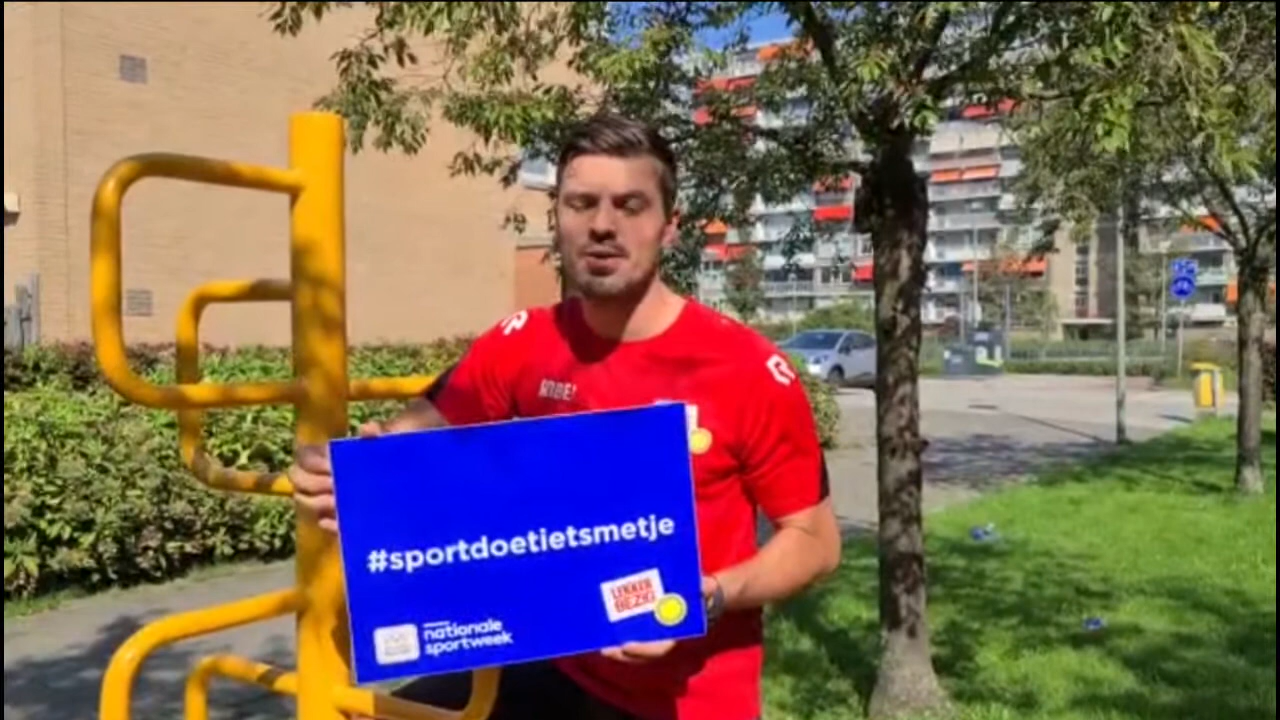 #sportdoetietsmetje
LEKKER
BEZIG
nationale
sportweek